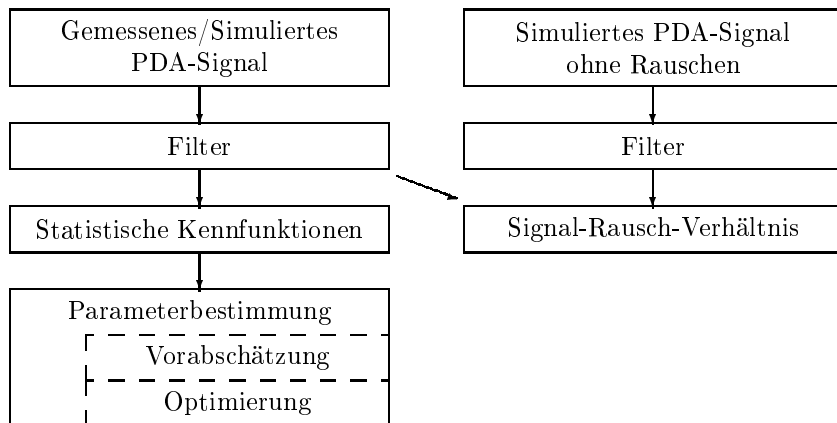 Gemessenes/Simuliertes
PDA-Signal
Filter
Statistische Kennfunktionen
Parameterbestimmung
Vorabschätzung
Optimierung
Simuliertes PDA-Signal
ohne Rauschen
Filter
Signal-Rausch-Verhältnis